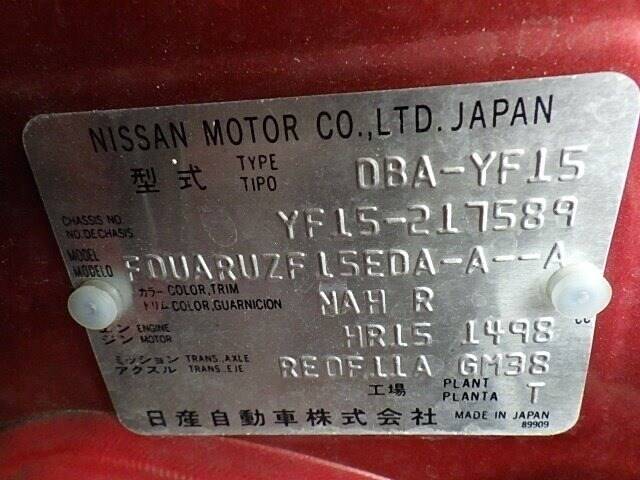 NISSAN MOTOR CO.,LTD. JAPAN
型式 TYPE TIPO DBA-YF15
CHASSIS NO. NO.DE CHASIS YF15-217589
MODEL MODELO FDUARUZF15EDA-A--A
カラー COLOR,TRIM トリム COLOR,GUARNICION NAH R
エンジン ENGINE MOTOR HR15 1498 cc
ミッション TRANS.,AXLE アクスル TRANS.,EJE RE0F11A GM38
工場 PLANT PLANTA T
日産自動車株式会社 MADE IN JAPAN
89909